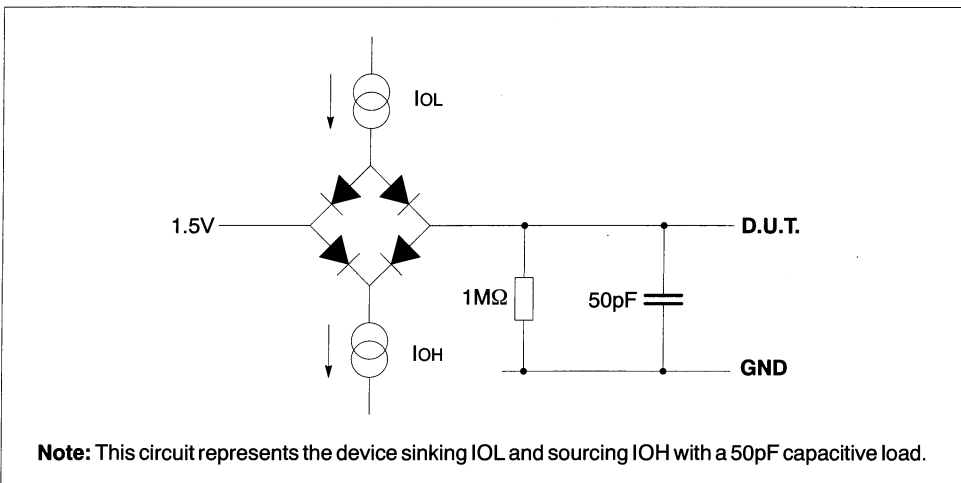 IOL
1.5V
D.U.T.
1MΩ
50pF
IOH
GND
Note: This circuit represents the device sinking IOL and sourcing IOH with a 50pF capacitive load.